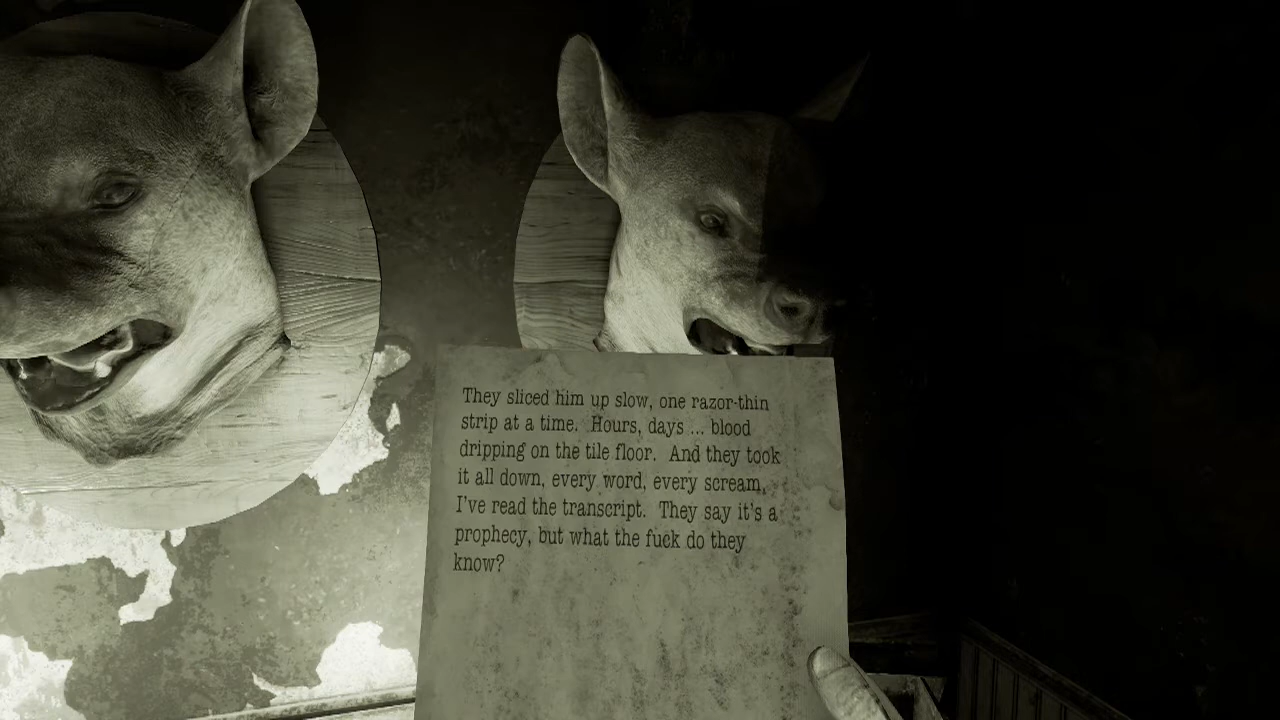 They sliced him up slow, one razor-thin
strip at a time.  Hours, days ... blood
dripping on the tile floor.  And they took
it all down, every word, every scream,
I've read the transcript.  They say it's a
prophecy, but what the fuck do they
know?